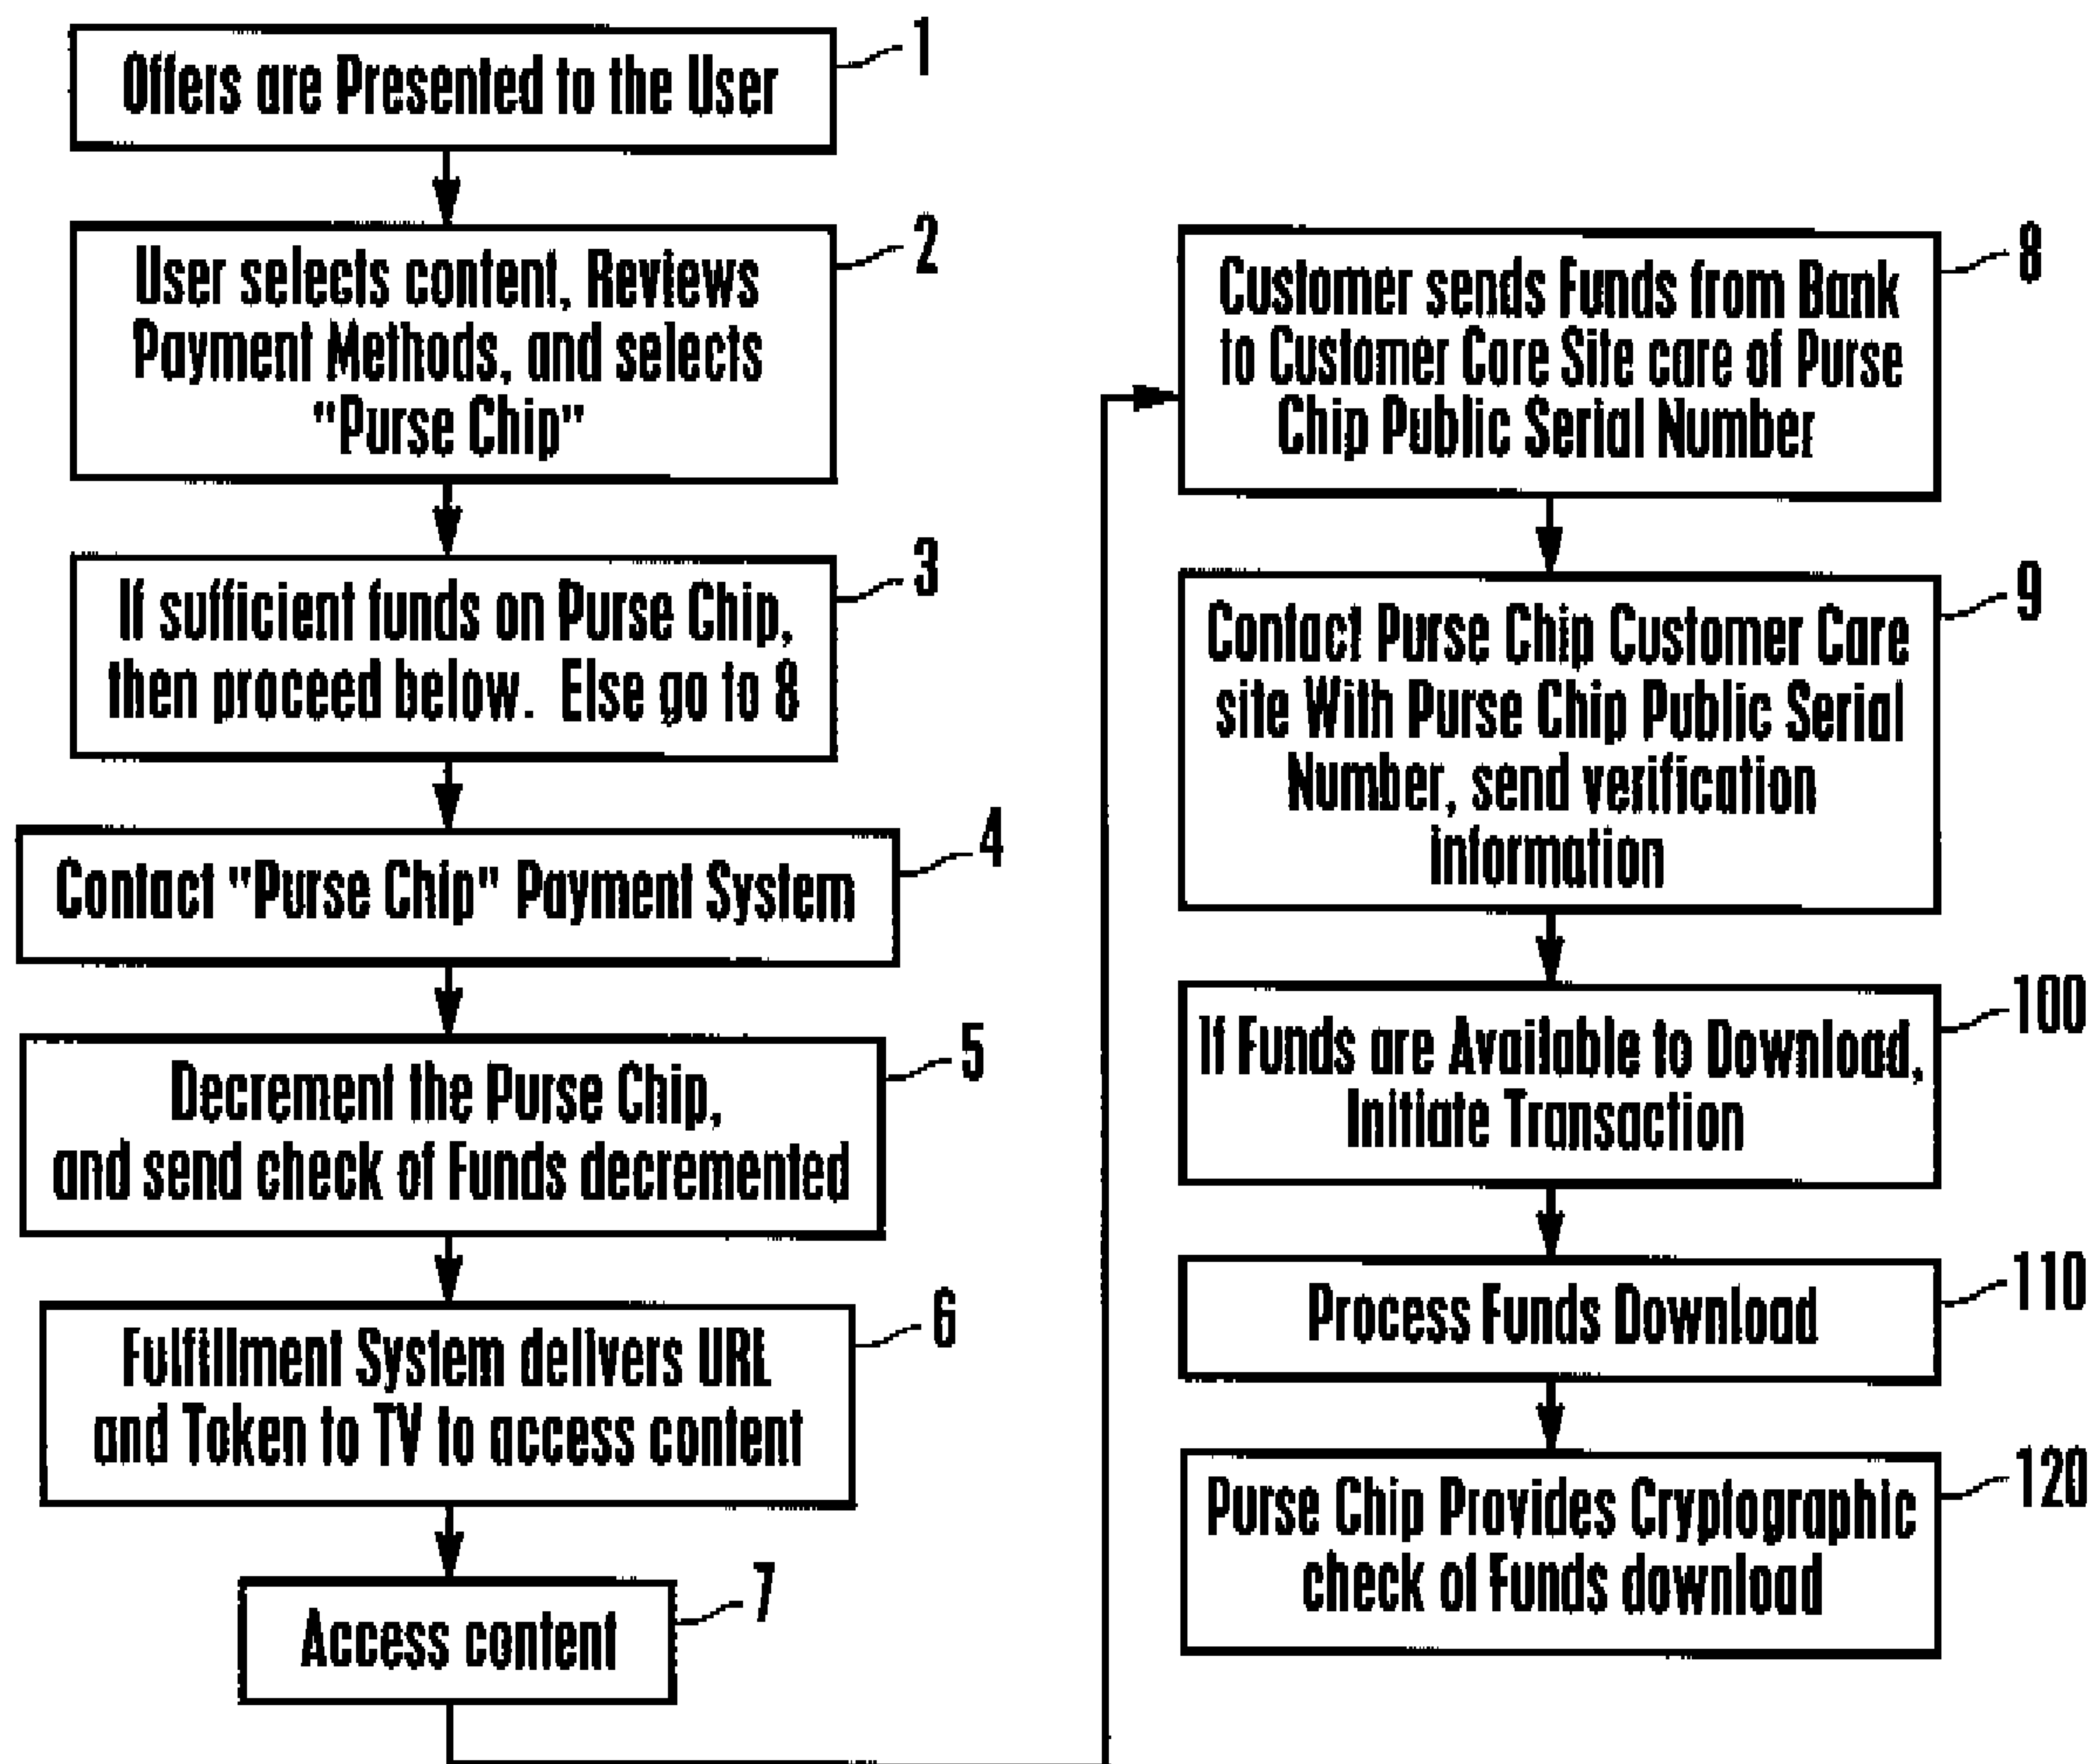 Offers are Presented to the User
1
User selects content, Reviews
Payment Methods, and selects
"Purse Chip"
2
If sufficient funds on Purse Chip,
then proceed below. Else go to 8
3
Contact "Purse Chip" Payment System
4
Decrement the Purse Chip,
and send check of Funds decremented
5
Fulfillment System delivers URL
and Token to TV to access content
6
Access content
7
Customer sends Funds from Bank
to Customer Core Site care of Purse
Chip Public Serial Number
8
Contact Purse Chip Customer Care
site With Purse Chip Public Serial
Number, send verification
information
9
If Funds are Available to Download,
Initiate Transaction
100
Process Funds Download
110
Purse Chip Provides Cryptographic
check of Funds download
120